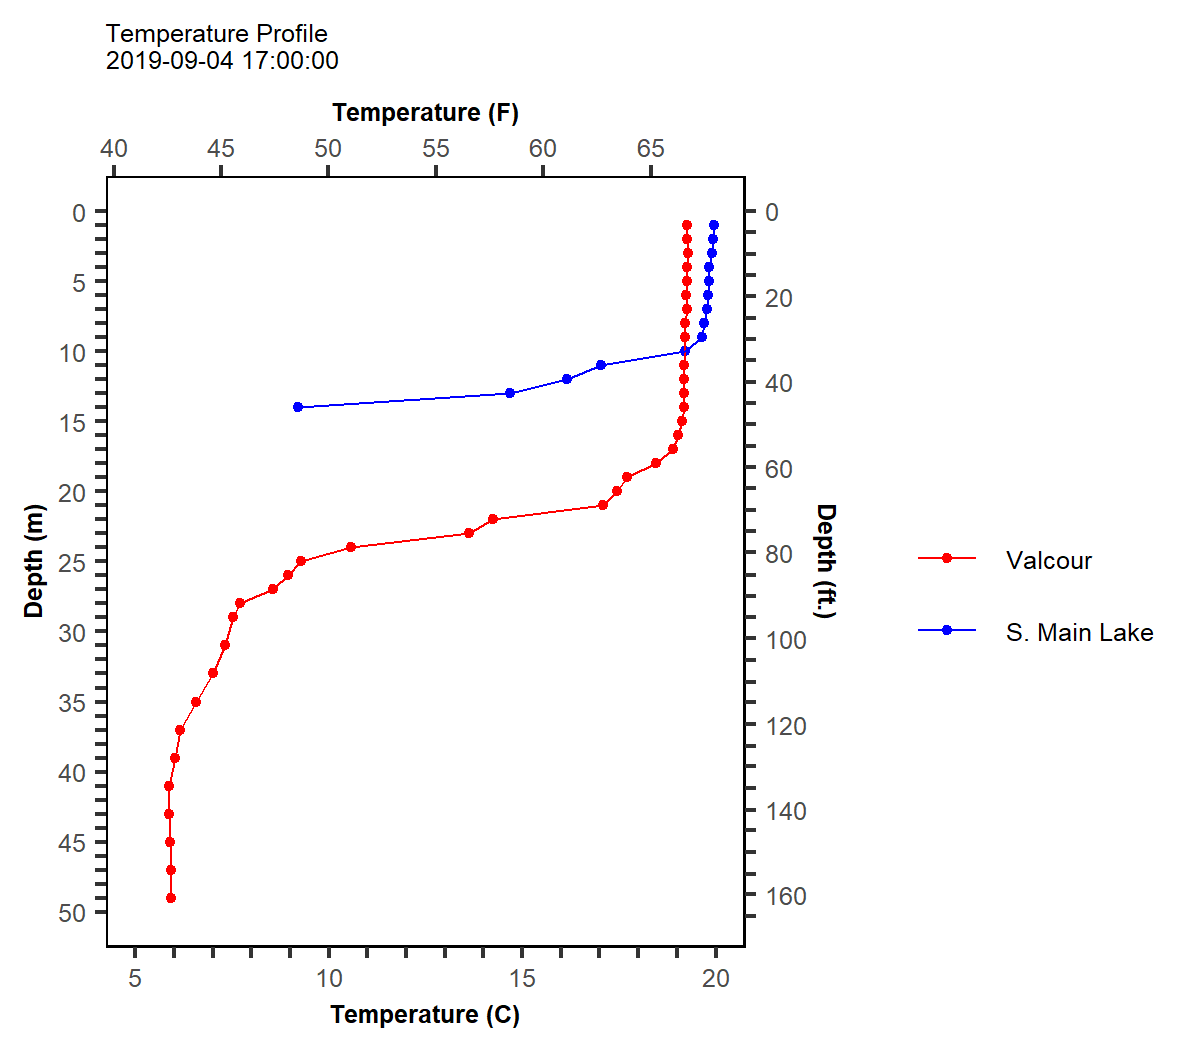 Temperature Profile
2019-09-04 17:00:00
Temperature (F)
40 45 50 55 60 65
0
5
10
15
20
25
30
35
40
45
50
Depth (m)
0
20
40
60
80
100
120
140
160
Depth (ft.)
5 10 15 20
Temperature (C)
Valcour
S. Main Lake